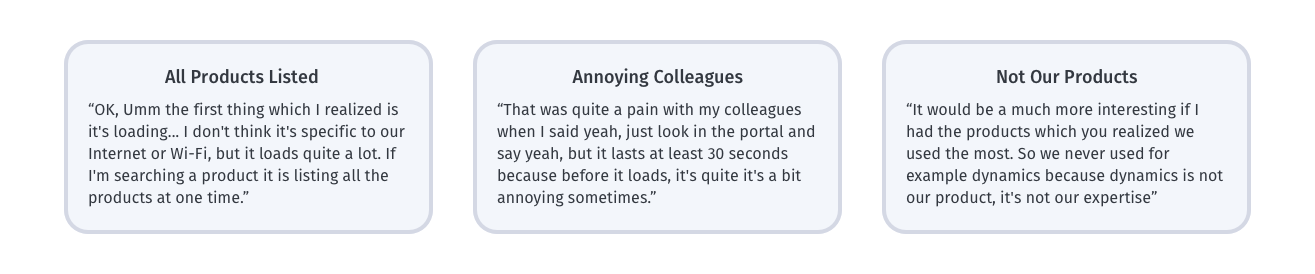 All Products Listed
“OK, Umm the first thing which I realized is
it's loading... I don't think it's specific to our
Internet or Wi-Fi, but it loads quite a lot. If
I'm searching a product it is listing all the
products at one time.”
Annoying Colleagues
“That was quite a pain with my colleagues
when I said yeah, just look in the portal and
say yeah, but it lasts at least 30 seconds
because before it loads, it's quite it's a bit
annoying sometimes.”
Not Our Products
“It would be a much more interesting if I
had the products which you realized we
used the most. So we never used for
example dynamics because dynamics is not
our product, it's not our expertise”